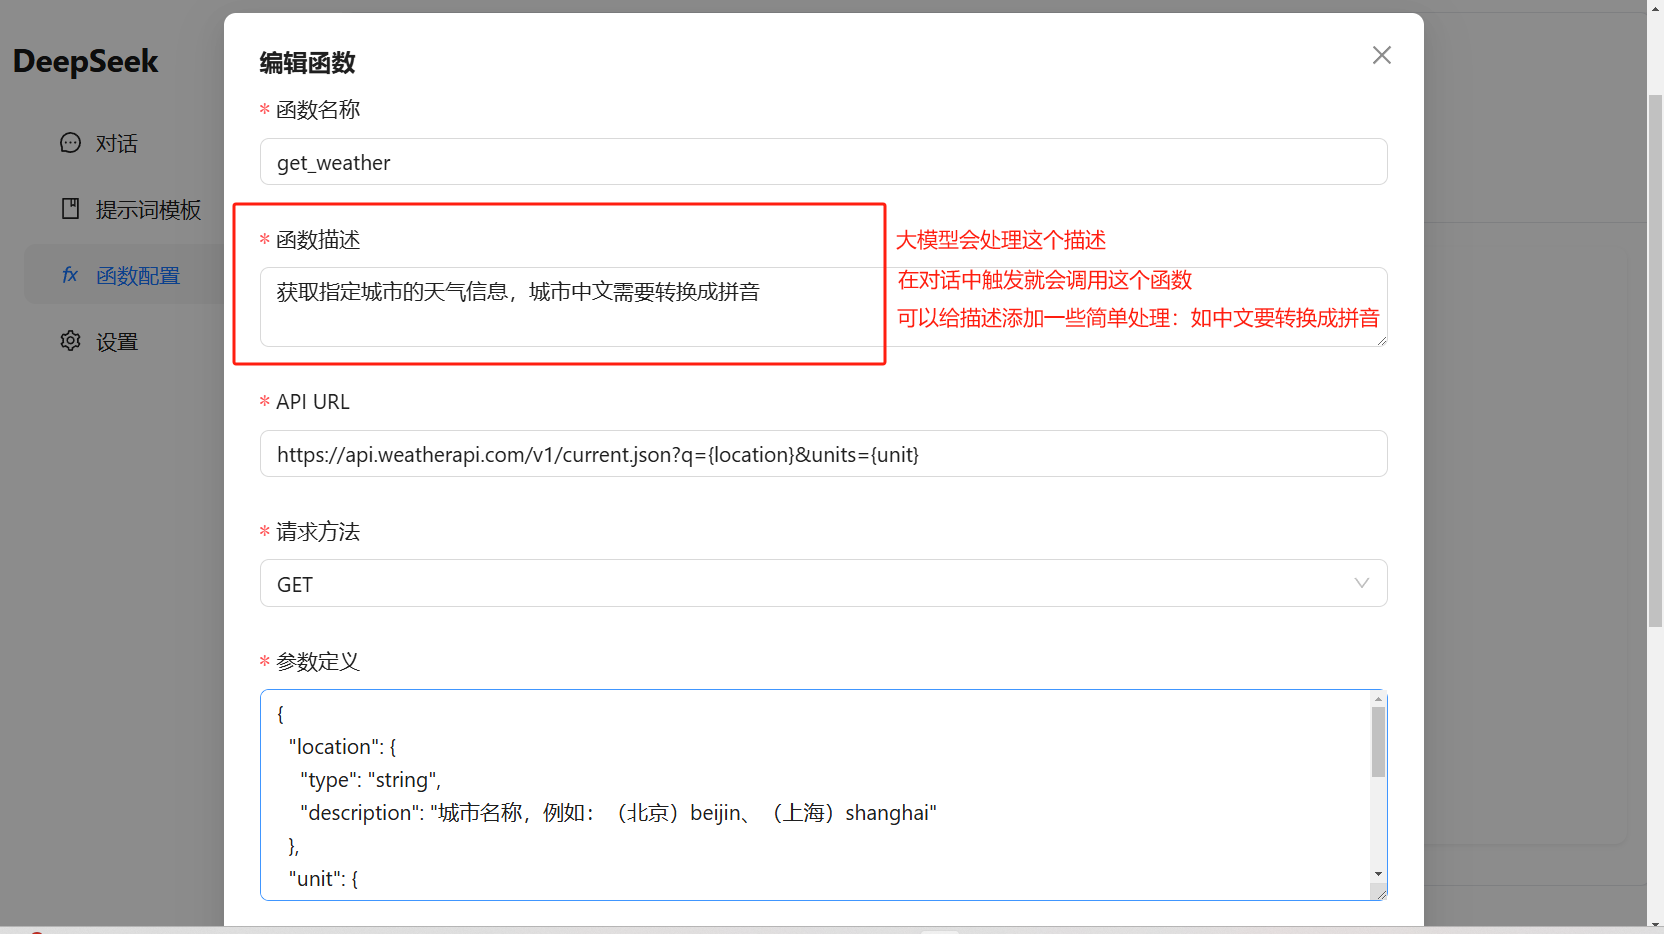 DeepSeek
对话
提示词模板
fx 函数配置
设置
编辑函数
* 函数名称
get_weather
* 函数描述
获取指定城市的天气信息，城市中文需要转换成拼音
大模型会处理这个描述
在对话中触发就会调用这个函数
可以给描述添加一些简单处理：如中文要转换成拼音
* API URL
https://api.weatherapi.com/v1/current.json?q={location}&units={unit}
* 请求方法
GET
* 参数定义
{
"location": {
"type": "string",
"description": "城市名称，例如：（北京）beijin、（上海）shanghai"
},
"unit": {